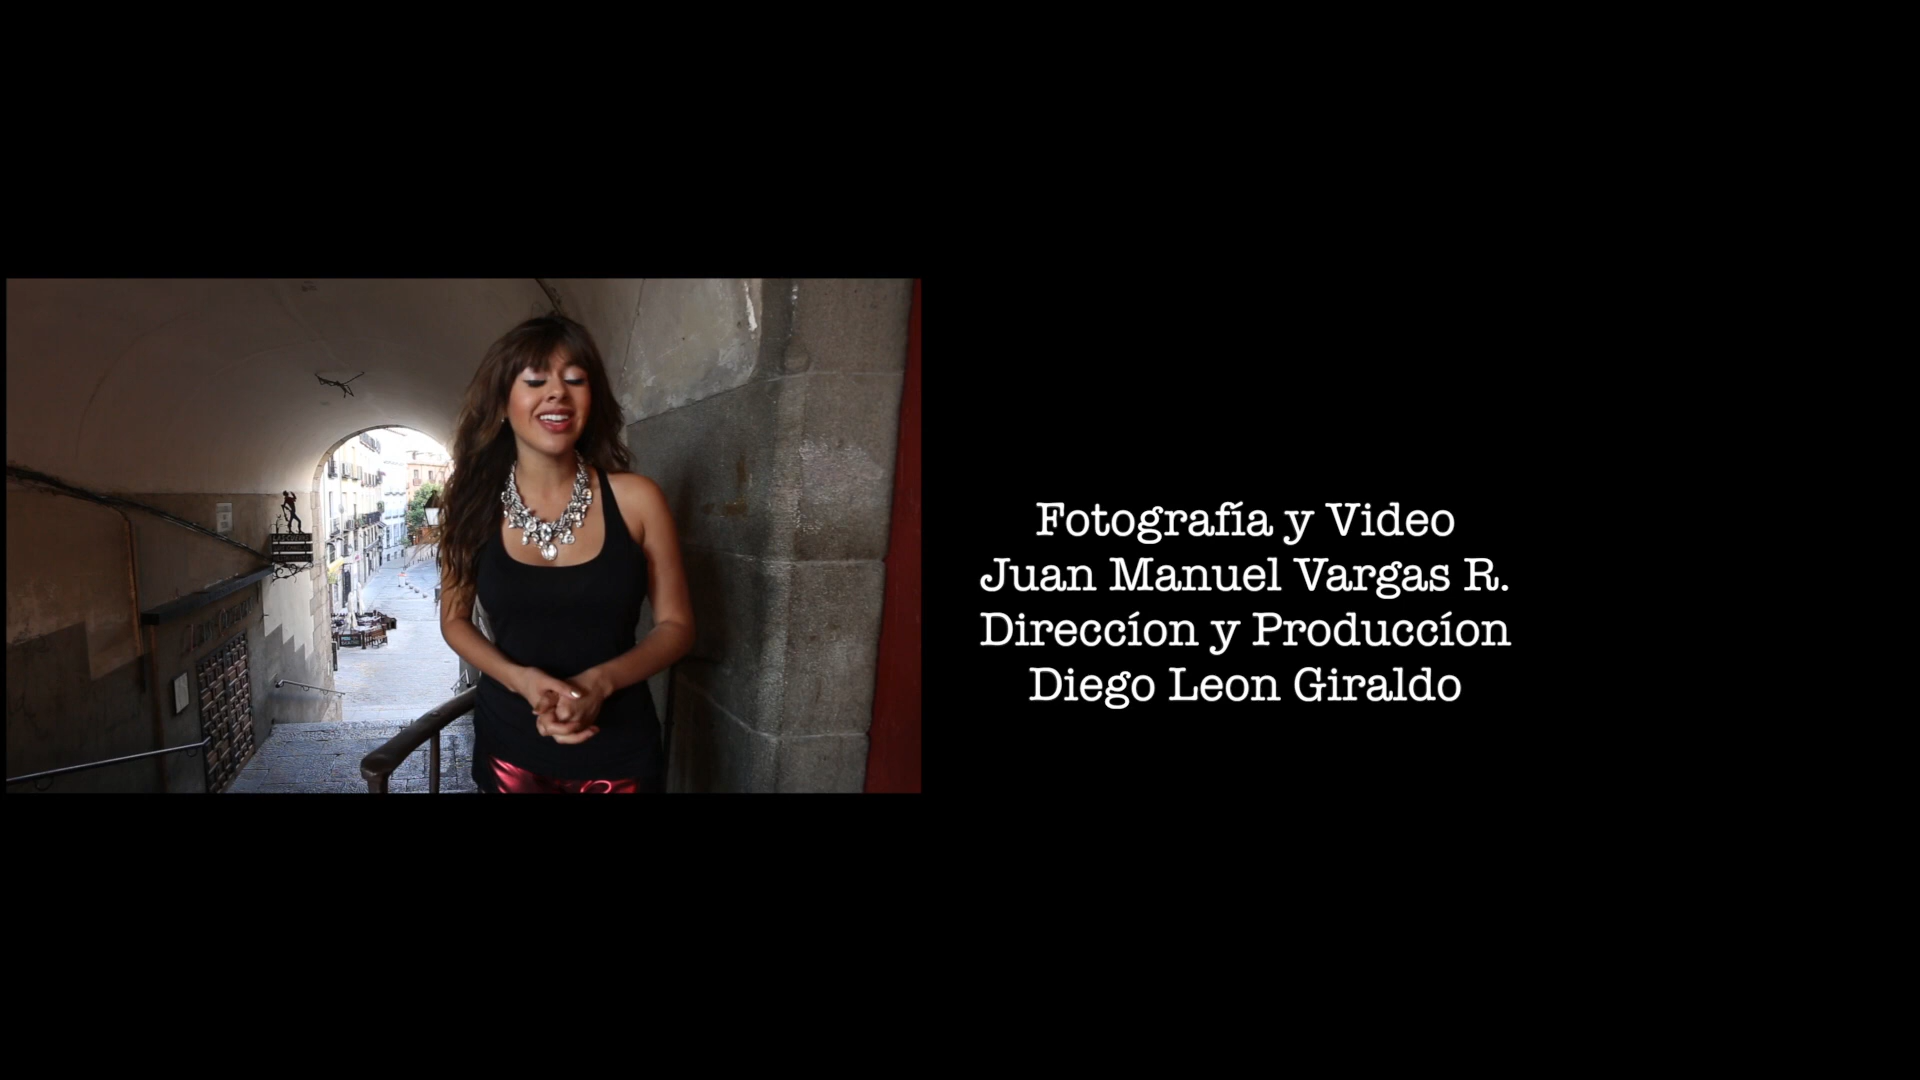 Fotografía y Video
Juan Manuel Vargas R.
Direccíon y Produccíon
Diego Leon Giraldo